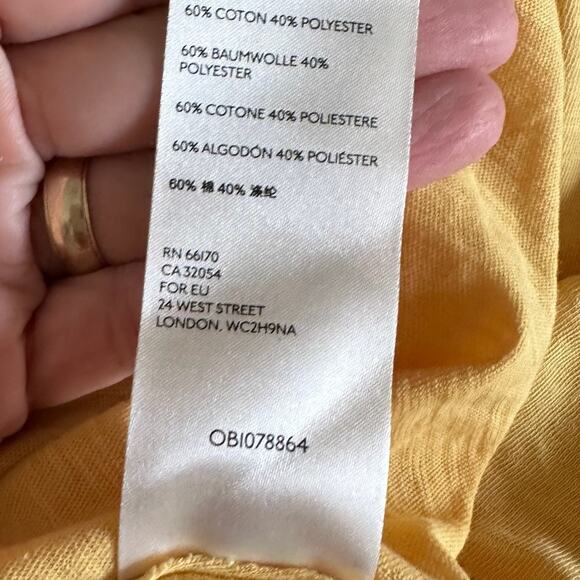 60% COTON 40% POLYESTER
60% BAUMWOLLE 40%
POLYESTER
60% COTONE 40% POLIESTERE
60% ALGODÓN 40% POLIÉSTER
60% 棉 40% 涤纶
RN 66170
CA 32054
FOR EU
24 WEST STREET
LONDON, WC2H9NA
OB1078864